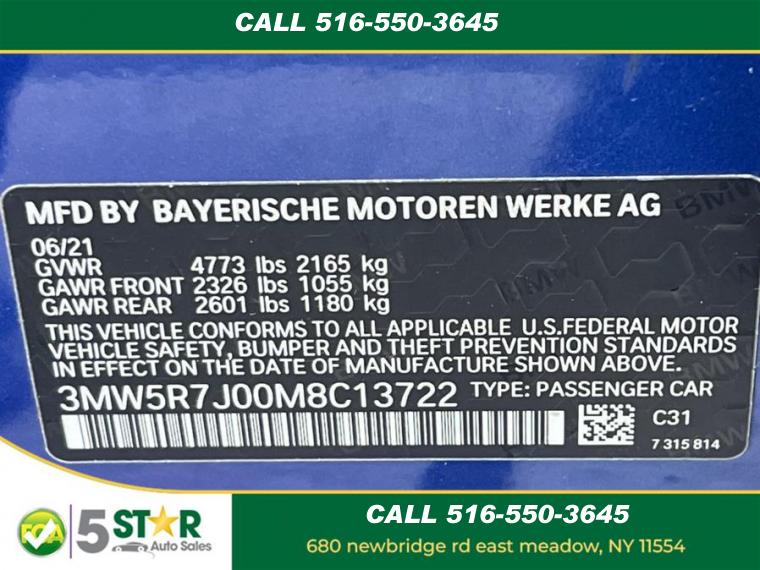 CALL 516-550-3645
MFD BY BAYERISCHE MOTOREN WERKE AG
06/21
GVWR 4773 lbs 2165 kg
GAWR FRONT 2326 lbs 1055 kg
GAWR REAR 2601 lbs 1180 kg
THIS VEHICLE CONFORMS TO ALL APPLICABLE U.S.FEDERAL MOTOR
VEHICLE SAFETY, BUMPER AND THEFT PREVENTION STANDARDS
IN EFFECT ON THE DATE OF MANUFACTURE SHOWN ABOVE.
3MW5R7J00M8C13722 TYPE: PASSENGER CAR
C31
7 315 814
FCA
5 STAR
Auto Sales
CALL 516-550-3645
680 newbridge rd east meadow, NY 11554